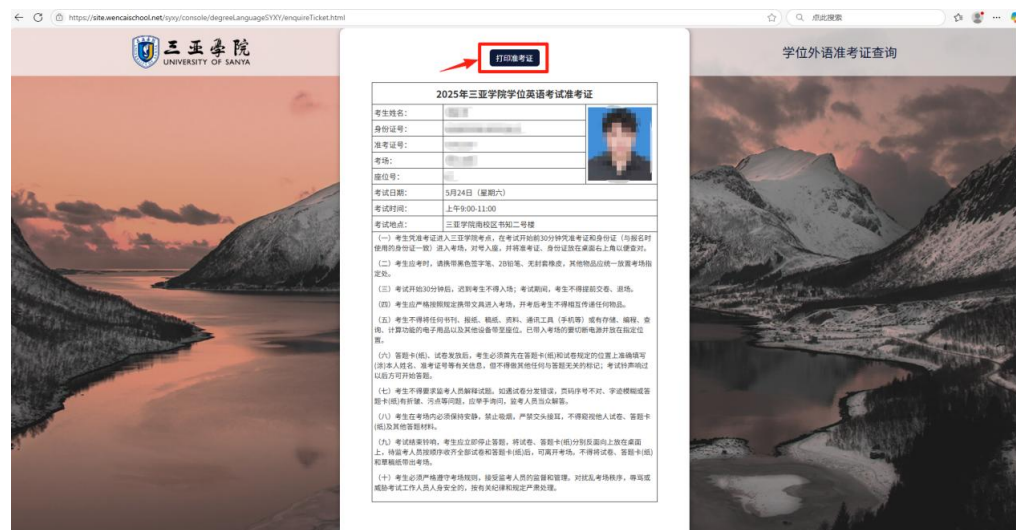 https://site.wencaischool.net/syxy/console/degreeLanguageSYXY/enquireTicket.html
点此搜索
三亚学院
UNIVERSITY OF SANYA
打印准考证
学位外语准考证查询
2025年三亚学院学位英语考试准考证
考生姓名：
身份证号：
准考证号：
考场：
座位号：
考试日期： 5月24日（星期六）
考试时间： 上午9:00-11:00
考试地点： 三亚学院南校区书知二号楼
（一）考生凭准考证进入三亚学院考点，在考试开始前30分钟凭准考证和身份证（与报名时
使用的身份证一致）进入考场，对号入座，并将准考证、身份证放在桌面右上角以便查对。
（二）考生应考时，请携带黑色签字笔、2B铅笔、无封套橡皮，其他物品应统一放置考场指
定处。
（三）考试开始30分钟后，迟到考生不得入场；考试期间，考生不得提前交卷、退场。
（四）考生应严格按照规定携带文具进入考场，开考后考生不得相互传递任何物品。
（五）考生不得将任何书刊、报纸、稿纸、资料、通讯工具（手机等）或有存储、编程、查
询、计算功能的电子用品以及其他设备带至座位。已带入考场的要切断电源并放在指定位
置。
（六）答题卡(纸)、试卷发放后，考生必须首先在答题卡(纸)和试卷规定的位置上准确填写
(涂)本人姓名、准考证号等有关信息，但不得做其他任何与答题无关的标记；考试铃声响过
以后方可开始答题。
（七）考生不得要求监考人员解释试题。如遇试卷分发错误，页码序号不对、字迹模糊或答
题卡(纸)有折皱、污点等问题，应举手询问，监考人员当众解答。
（八）考生在考场内必须保持安静，禁止吸烟，严禁交头接耳，不得窥视他人试卷、答题卡
(纸)及其他答题材料。
（九）考试结束铃响，考生应立即停止答题，将试卷、答题卡(纸)分别反面向上放在桌面
上，待监考人员按顺序收齐全部试卷和答题卡(纸)后，可离开考场。不得将试卷、答题卡(纸)
和草稿纸带出考场。
（十）考生必须严格遵守考场规则，接受监考人员的监督和管理。对扰乱考场秩序，辱骂或
威胁考试工作人员人身安全的，按有关纪律和规定严肃处理。